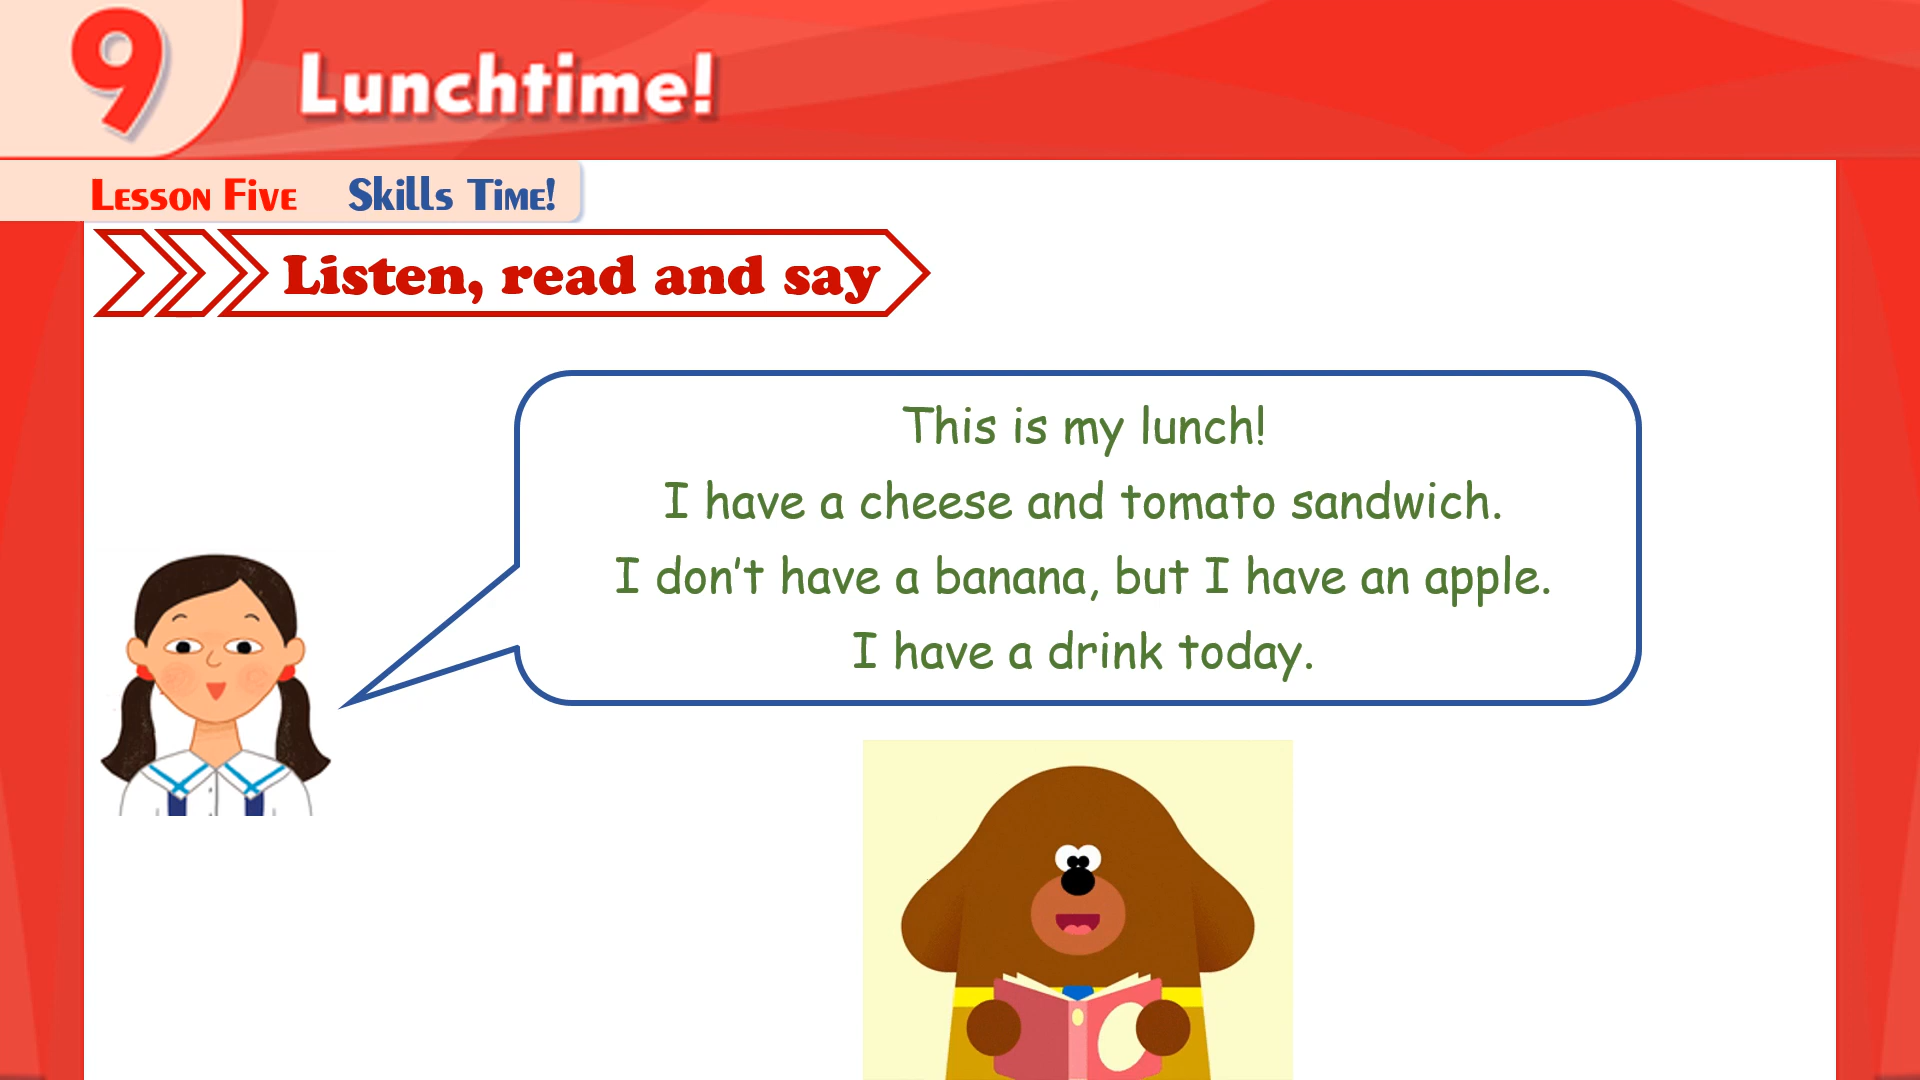 9 Lunchtime!
Lesson Five Skills Time!
Listen, read and say
This is my lunch!
I have a cheese and tomato sandwich.
I don't have a banana, but I have an apple.
I have a drink today.